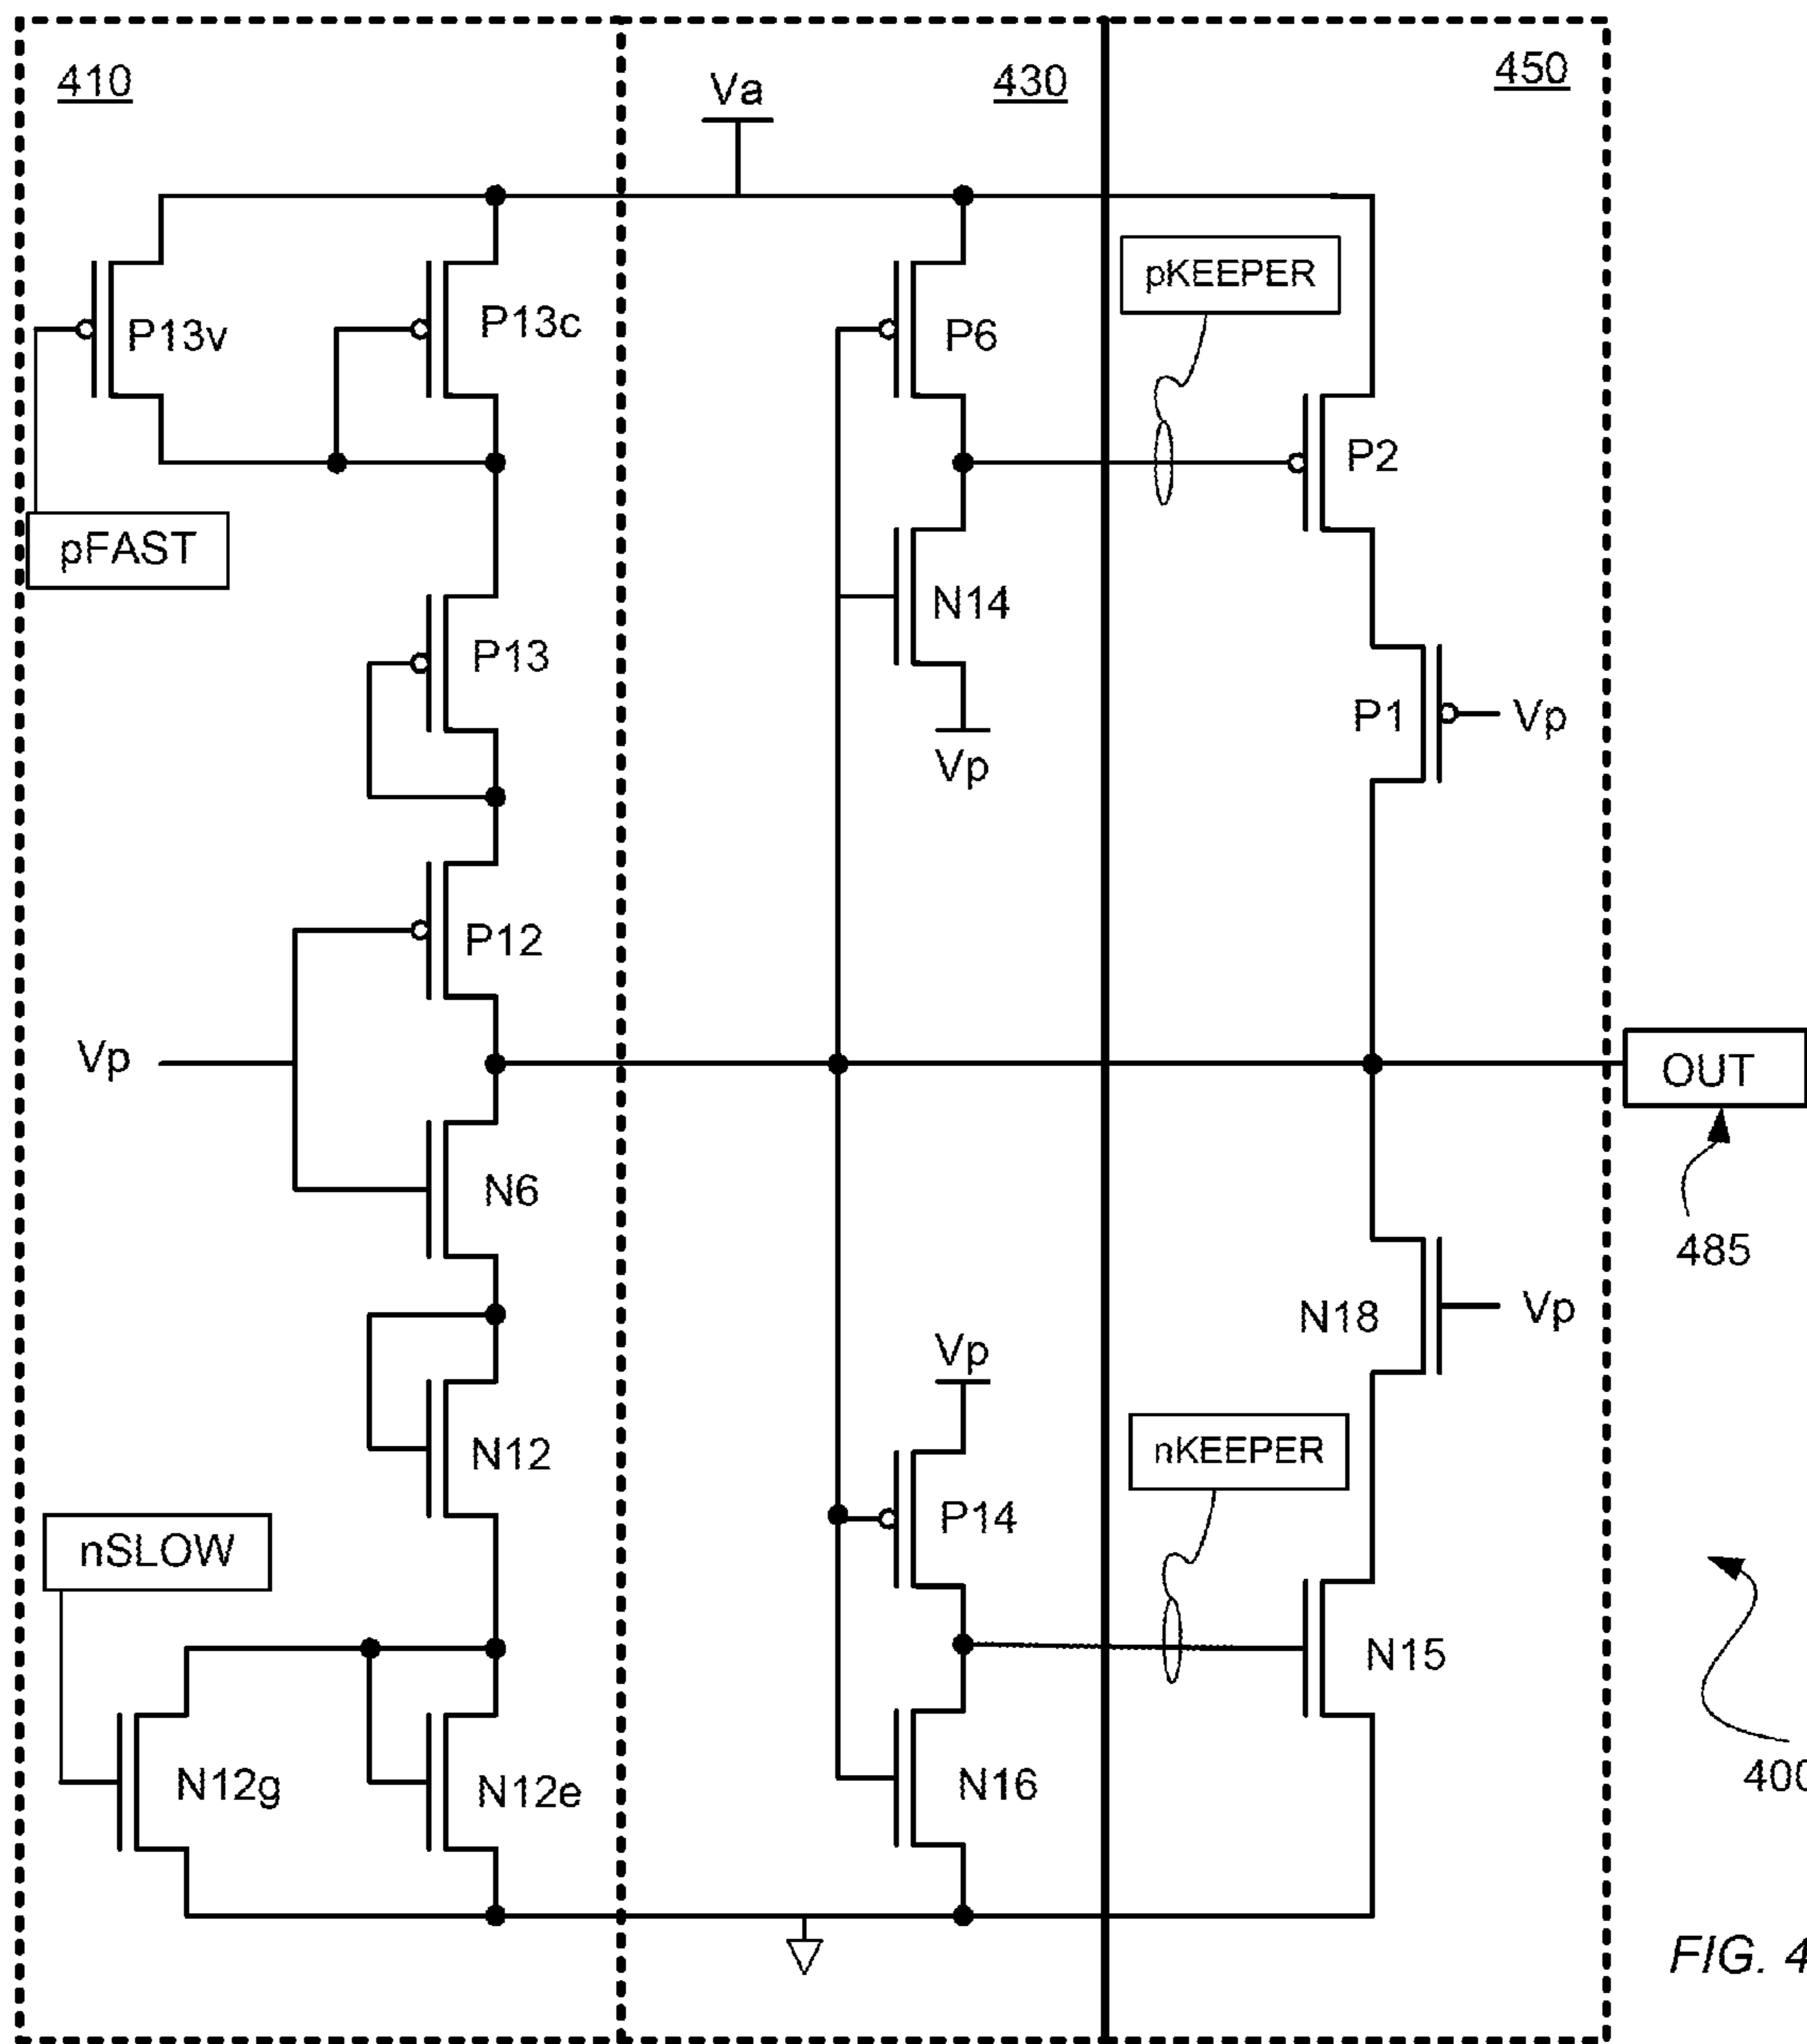 410
430
450
Va
pKEEPER
P13v
P13c
P6
P2
pFAST
N14
P13
P1
Vp
Vp
P12
Vp
OUT
N6
485
N18
Vp
Vp
N12
nKEEPER
P14
nSLOW
N15
N12g
N12e
N16
400
FIG. 4